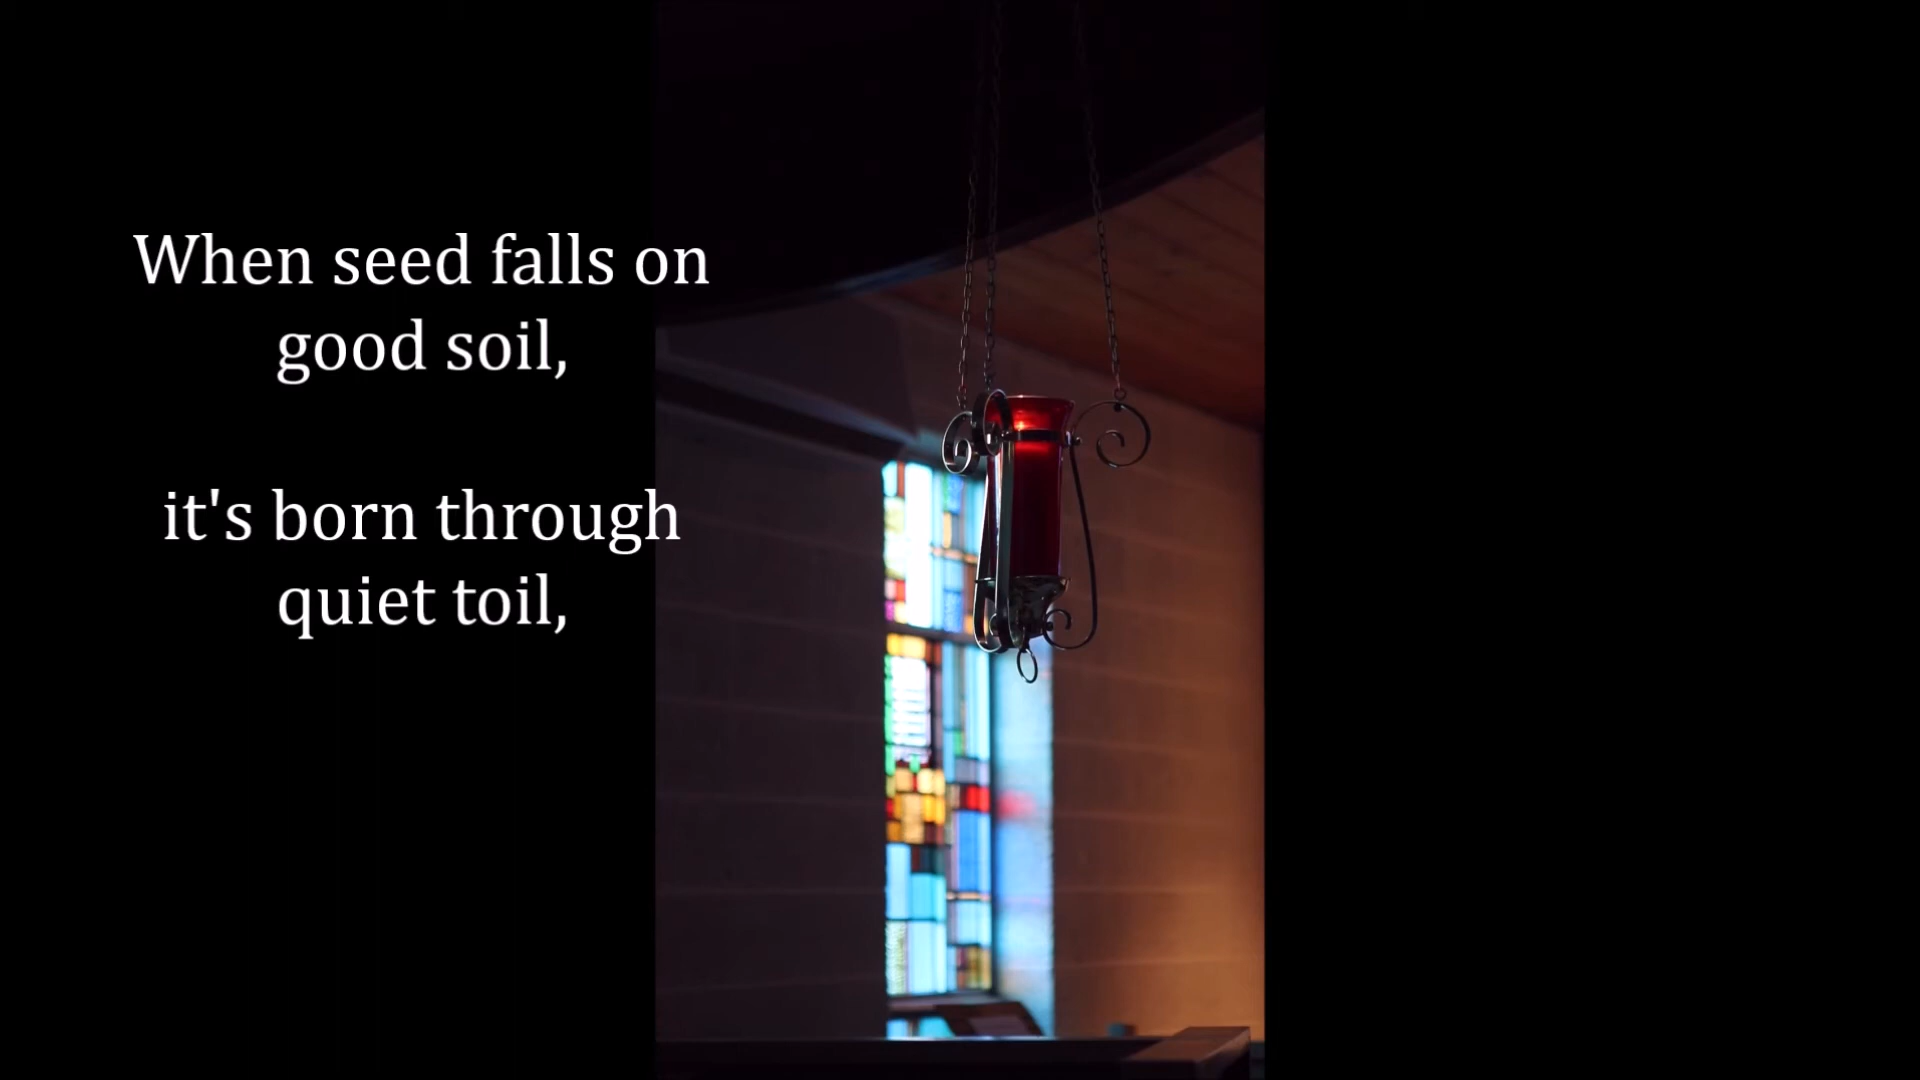 When seed falls on
good soil,
it's born through
quiet toil,